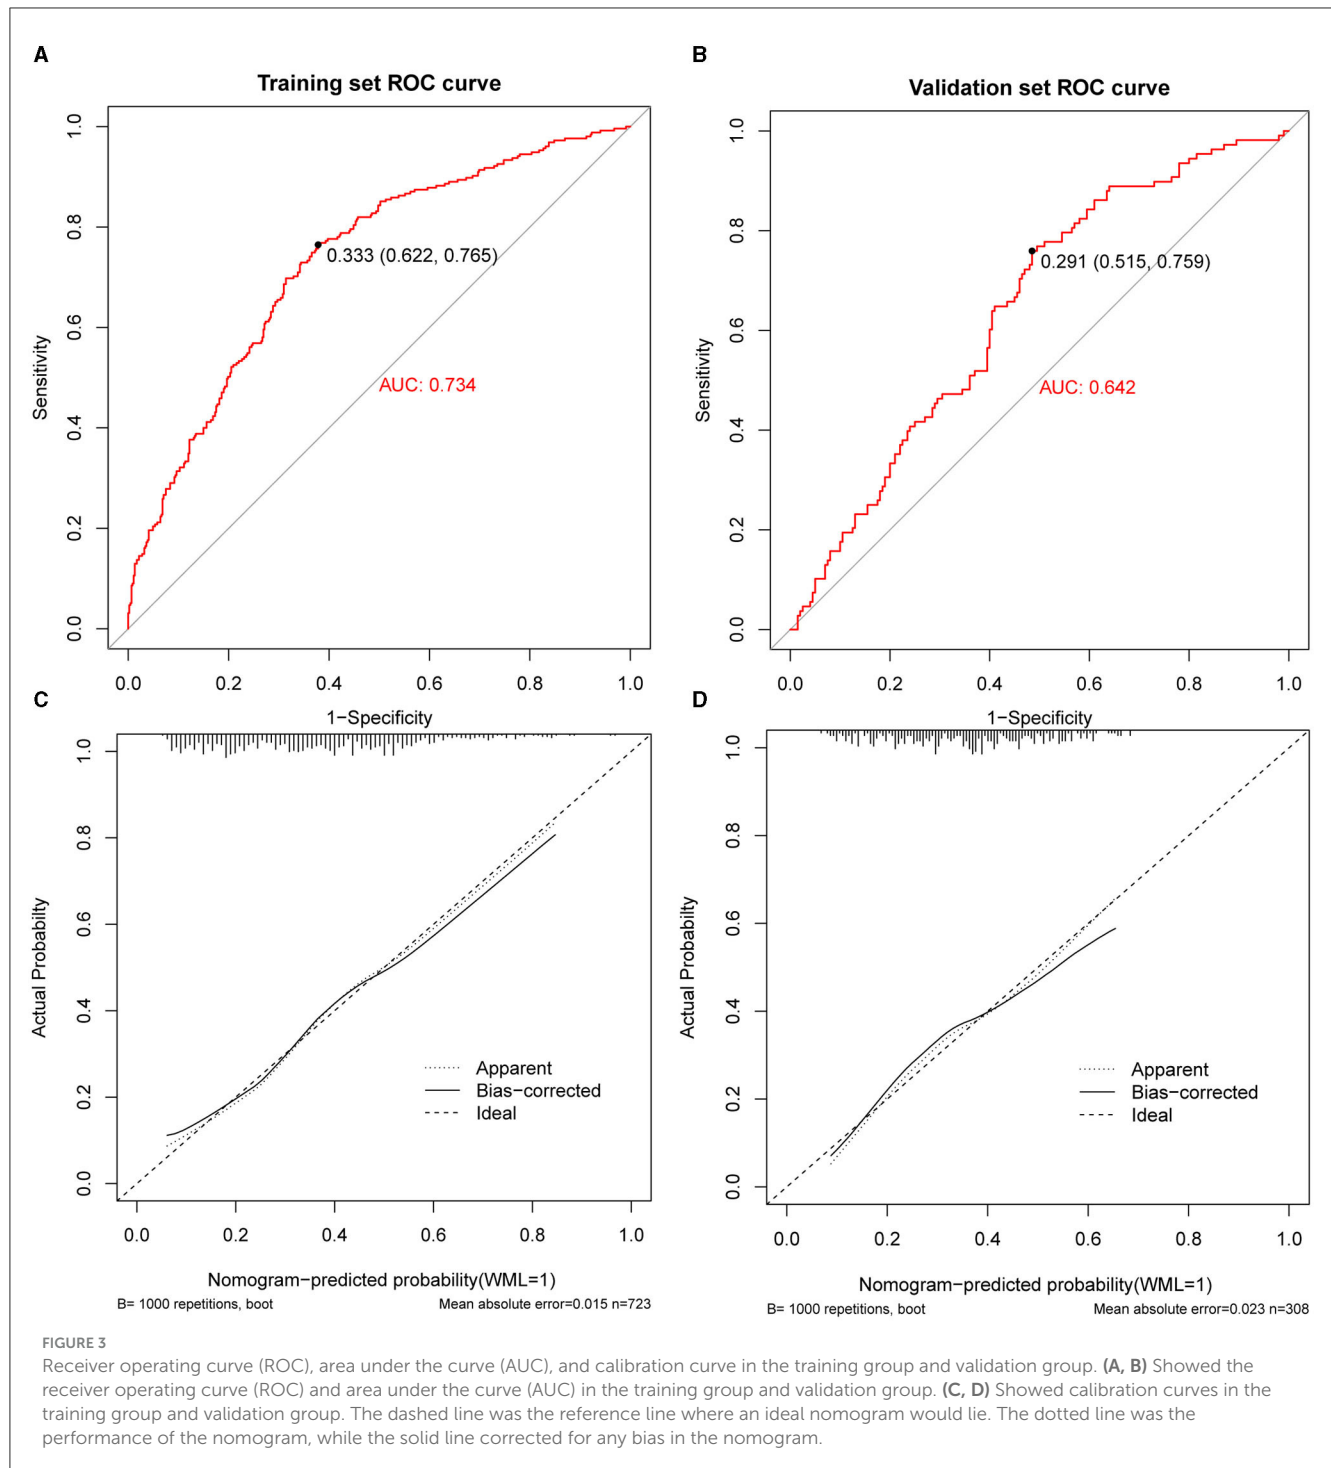 A
Training set ROC curve
Sensitivity
0.0 0.2 0.4 0.6 0.8 1.0
0.333 (0.622, 0.765)
AUC: 0.734
0.0 0.2 0.4 0.6 0.8 1.0
1−Specificity
B
Validation set ROC curve
Sensitivity
0.0 0.2 0.4 0.6 0.8 1.0
0.291 (0.515, 0.759)
AUC: 0.642
0.0 0.2 0.4 0.6 0.8 1.0
1−Specificity
C
Actual Probabilty
0.0 0.2 0.4 0.6 0.8 1.0
Apparent
Bias−corrected
Ideal
0.0 0.2 0.4 0.6 0.8 1.0
Nomogram−predicted probability(WML=1)
B= 1000 repetitions, boot
Mean absolute error=0.015 n=723
D
Actual Probabilty
0.0 0.2 0.4 0.6 0.8 1.0
Apparent
Bias−corrected
Ideal
0.0 0.2 0.4 0.6 0.8 1.0
Nomogram−predicted probability(WML=1)
B= 1000 repetitions, boot
Mean absolute error=0.023 n=308
FIGURE 3
Receiver operating curve (ROC), area under the curve (AUC), and calibration curve in the training group and validation group. (A, B) Showed the
receiver operating curve (ROC) and area under the curve (AUC) in the training group and validation group. (C, D) Showed calibration curves in the
training group and validation group. The dashed line was the reference line where an ideal nomogram would lie. The dotted line was the
performance of the nomogram, while the solid line corrected for any bias in the nomogram.